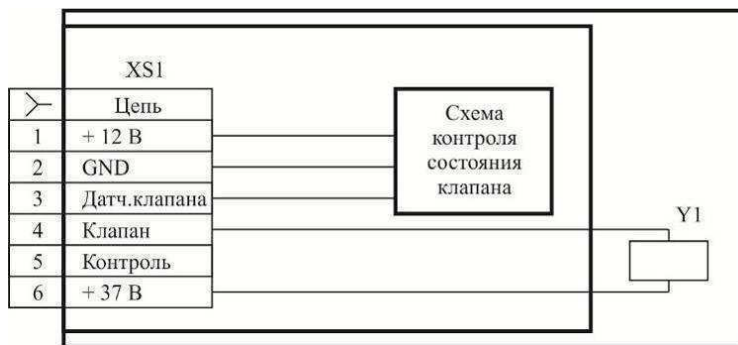 XS1
Цепь
1 + 12 В
2 GND
3 Датч.клапана
4 Клапан
5 Контроль
6 + 37 В
Схема
контроля
состояния
клапана
Y1